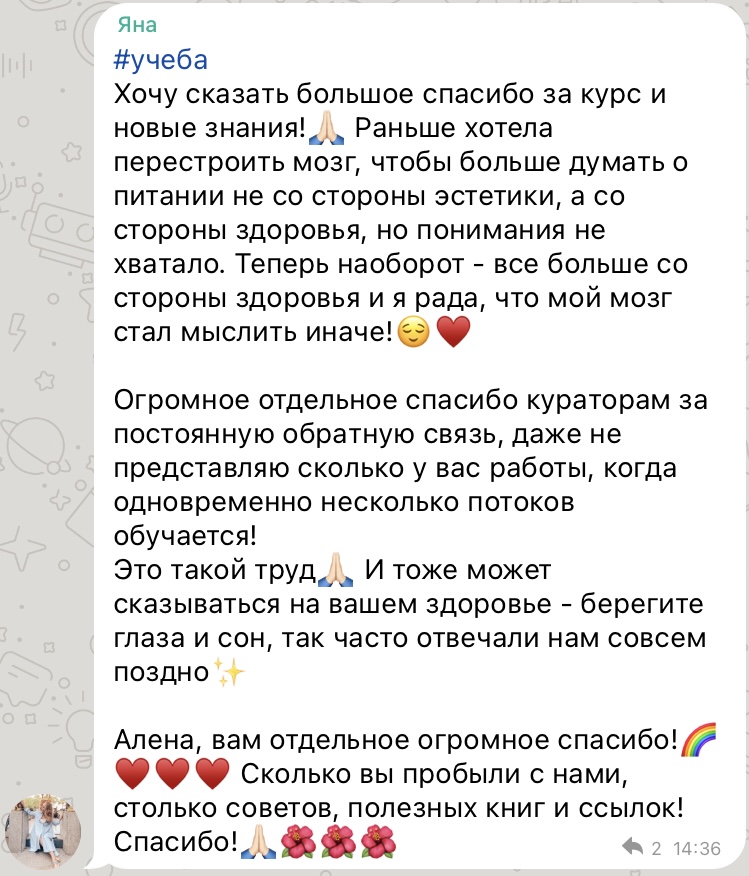 Яна
#учеба
Хочу сказать большое спасибо за курс и
новые знания!🙏🏻 Раньше хотела
перестроить мозг, чтобы больше думать о
питании не со стороны эстетики, а со
стороны здоровья, но понимания не
хватало. Теперь наоборот - все больше со
стороны здоровья и я рада, что мой мозг
стал мыслить иначе!😌♥️
Огромное отдельное спасибо кураторам за
постоянную обратную связь, даже не
представляю сколько у вас работы, когда
одновременно несколько потоков
обучается!
Это такой труд🙏🏻 И тоже может
сказываться на вашем здоровье - берегите
глаза и сон, так часто отвечали нам совсем
поздно✨
Алена, вам отдельное огромное спасибо!🌈
♥️♥️♥️ Сколько вы пробыли с нами,
столько советов, полезных книг и ссылок!
Спасибо!🙏🏻🌺🌺🌺
2 14:36